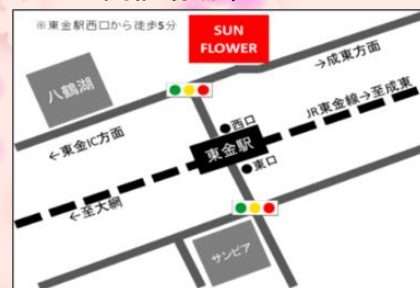 ※東金駅西口から徒歩5分
SUN
FLOWER
→成東方面
八鶴湖
JR東金線→至成東
西口
←東金IC方面
東金駅
東口
←至大網
サンピア